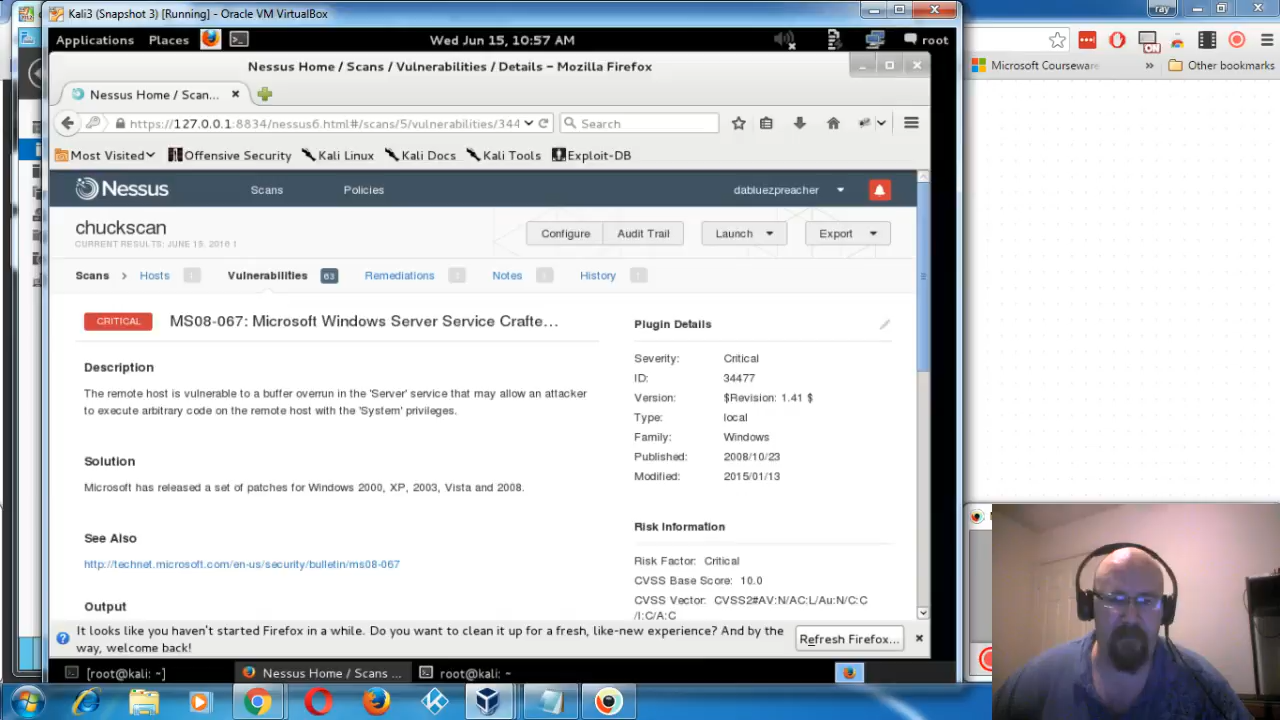 Kali3 (Snapshot 3) [Running] - Oracle VM VirtualBox
ray
Applications Places Wed Jun 15, 10:57 AM root
Nessus Home / Scans / Vulnerabilities / Details - Mozilla Firefox
Nessus Home / Scan...
https://127.0.0.1:8834/nessus6.html#/scans/5/vulnerabilities/344 Search
ON
Microsoft Courseware » Other bookmarks
Most Visited Offensive Security Kali Linux Kali Docs Kali Tools Exploit-DB
Nessus Scans Policies dabluezpreacher
chuckscan
Configure Audit Trail Launch Export
CURRENT RESULTS: JUNE 15, 2016
Scans > Hosts 1 Vulnerabilities 63 Remediations Notes History
CRITICAL MS08-067: Microsoft Windows Server Service Crafte...
Plugin Details
Severity: Critical
ID: 34477
Version: $Revision: 1.41 $
Type: local
Family: Windows
Published: 2008/10/23
Modified: 2015/01/13
Description
The remote host is vulnerable to a buffer overrun in the 'Server' service that may allow an attacker
to execute arbitrary code on the remote host with the 'System' privileges.
Solution
Microsoft has released a set of patches for Windows 2000, XP, 2003, Vista and 2008.
See Also
http://technet.microsoft.com/en-us/security/bulletin/ms08-067
Output
Risk Information
Risk Factor: Critical
CVSS Base Score: 10.0
CVSS Vector: CVSS2#AV:N/AC:L/Au:N/C:C
/I:C/A:C
It looks like you haven't started Firefox in a while. Do you want to clean it up for a fresh, like-new experience? And by the
way, welcome back!
Refresh Firefox...
[root@kali: ~] Nessus Home / Scans ... root@kali: ~